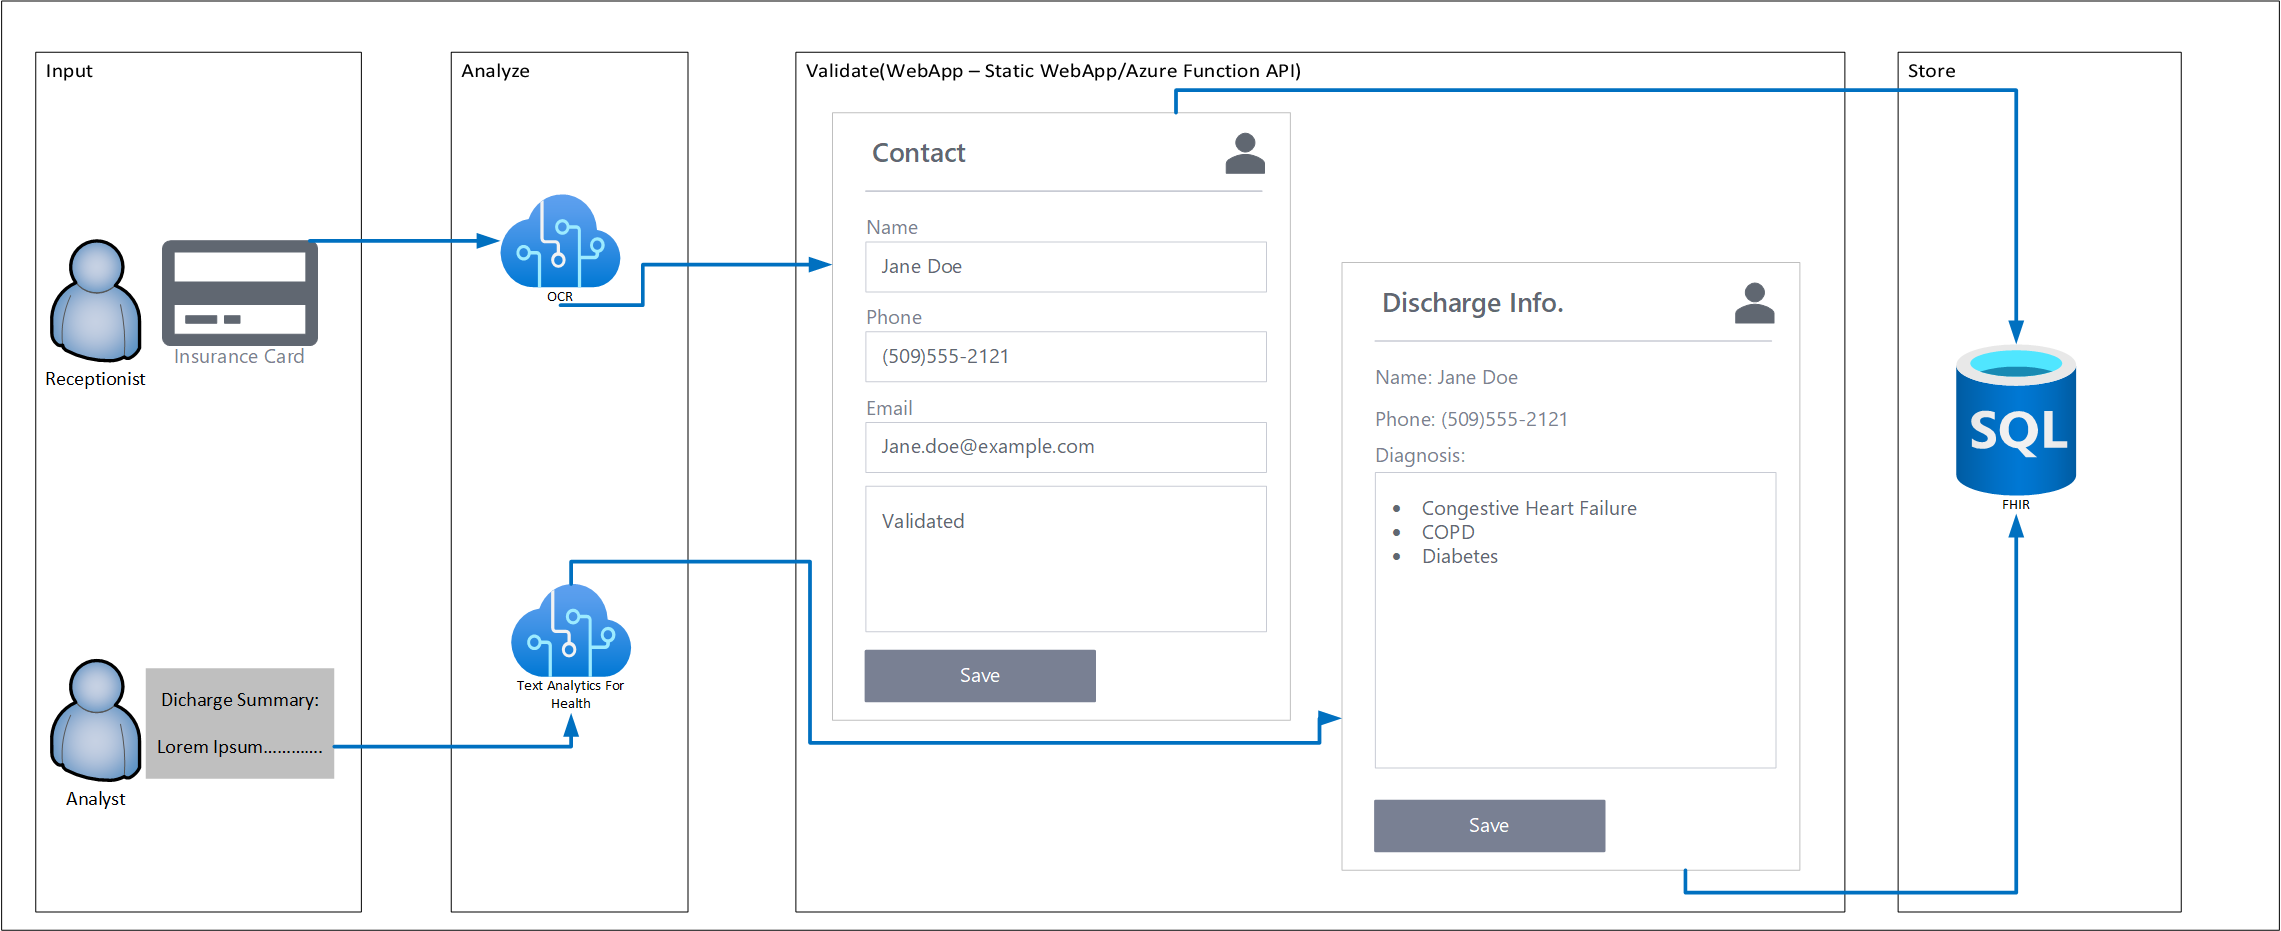 Input
Insurance Card
Receptionist
Dicharge Summary:
Lorem Ipsum.............
Analyst
Analyze
OCR
Text Analytics For
Health
Validate(WebApp – Static WebApp/Azure Function API)
Contact
Name
Jane Doe
Phone
(509)555-2121
Email
Jane.doe@example.com
Validated
Save
Discharge Info.
Name: Jane Doe
Phone: (509)555-2121
Diagnosis:
• Congestive Heart Failure
• COPD
• Diabetes
Save
Store
SQL
FHIR